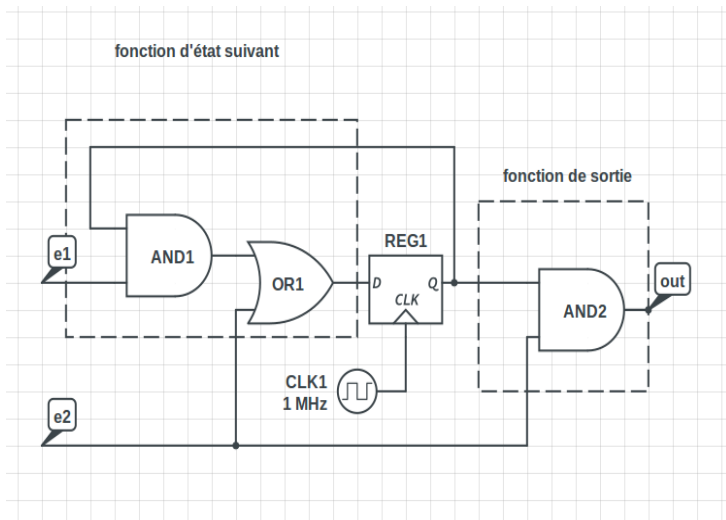 fonction d'état suivant
fonction de sortie
e1
AND1
OR1
REG1
D
Q
CLK
AND2
out
CLK1
1 MHz
e2